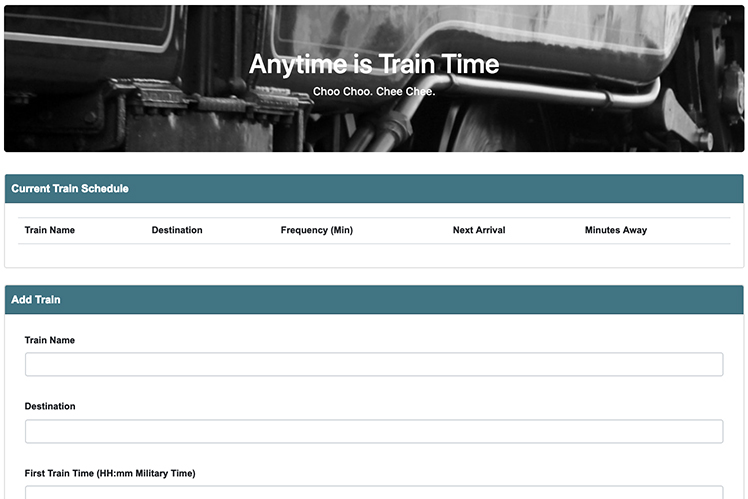 Anytime is Train Time
Choo Choo. Chee Chee.
Current Train Schedule
Train Name Destination Frequency (Min) Next Arrival Minutes Away
Add Train
Train Name
Destination
First Train Time (HH:mm Military Time)